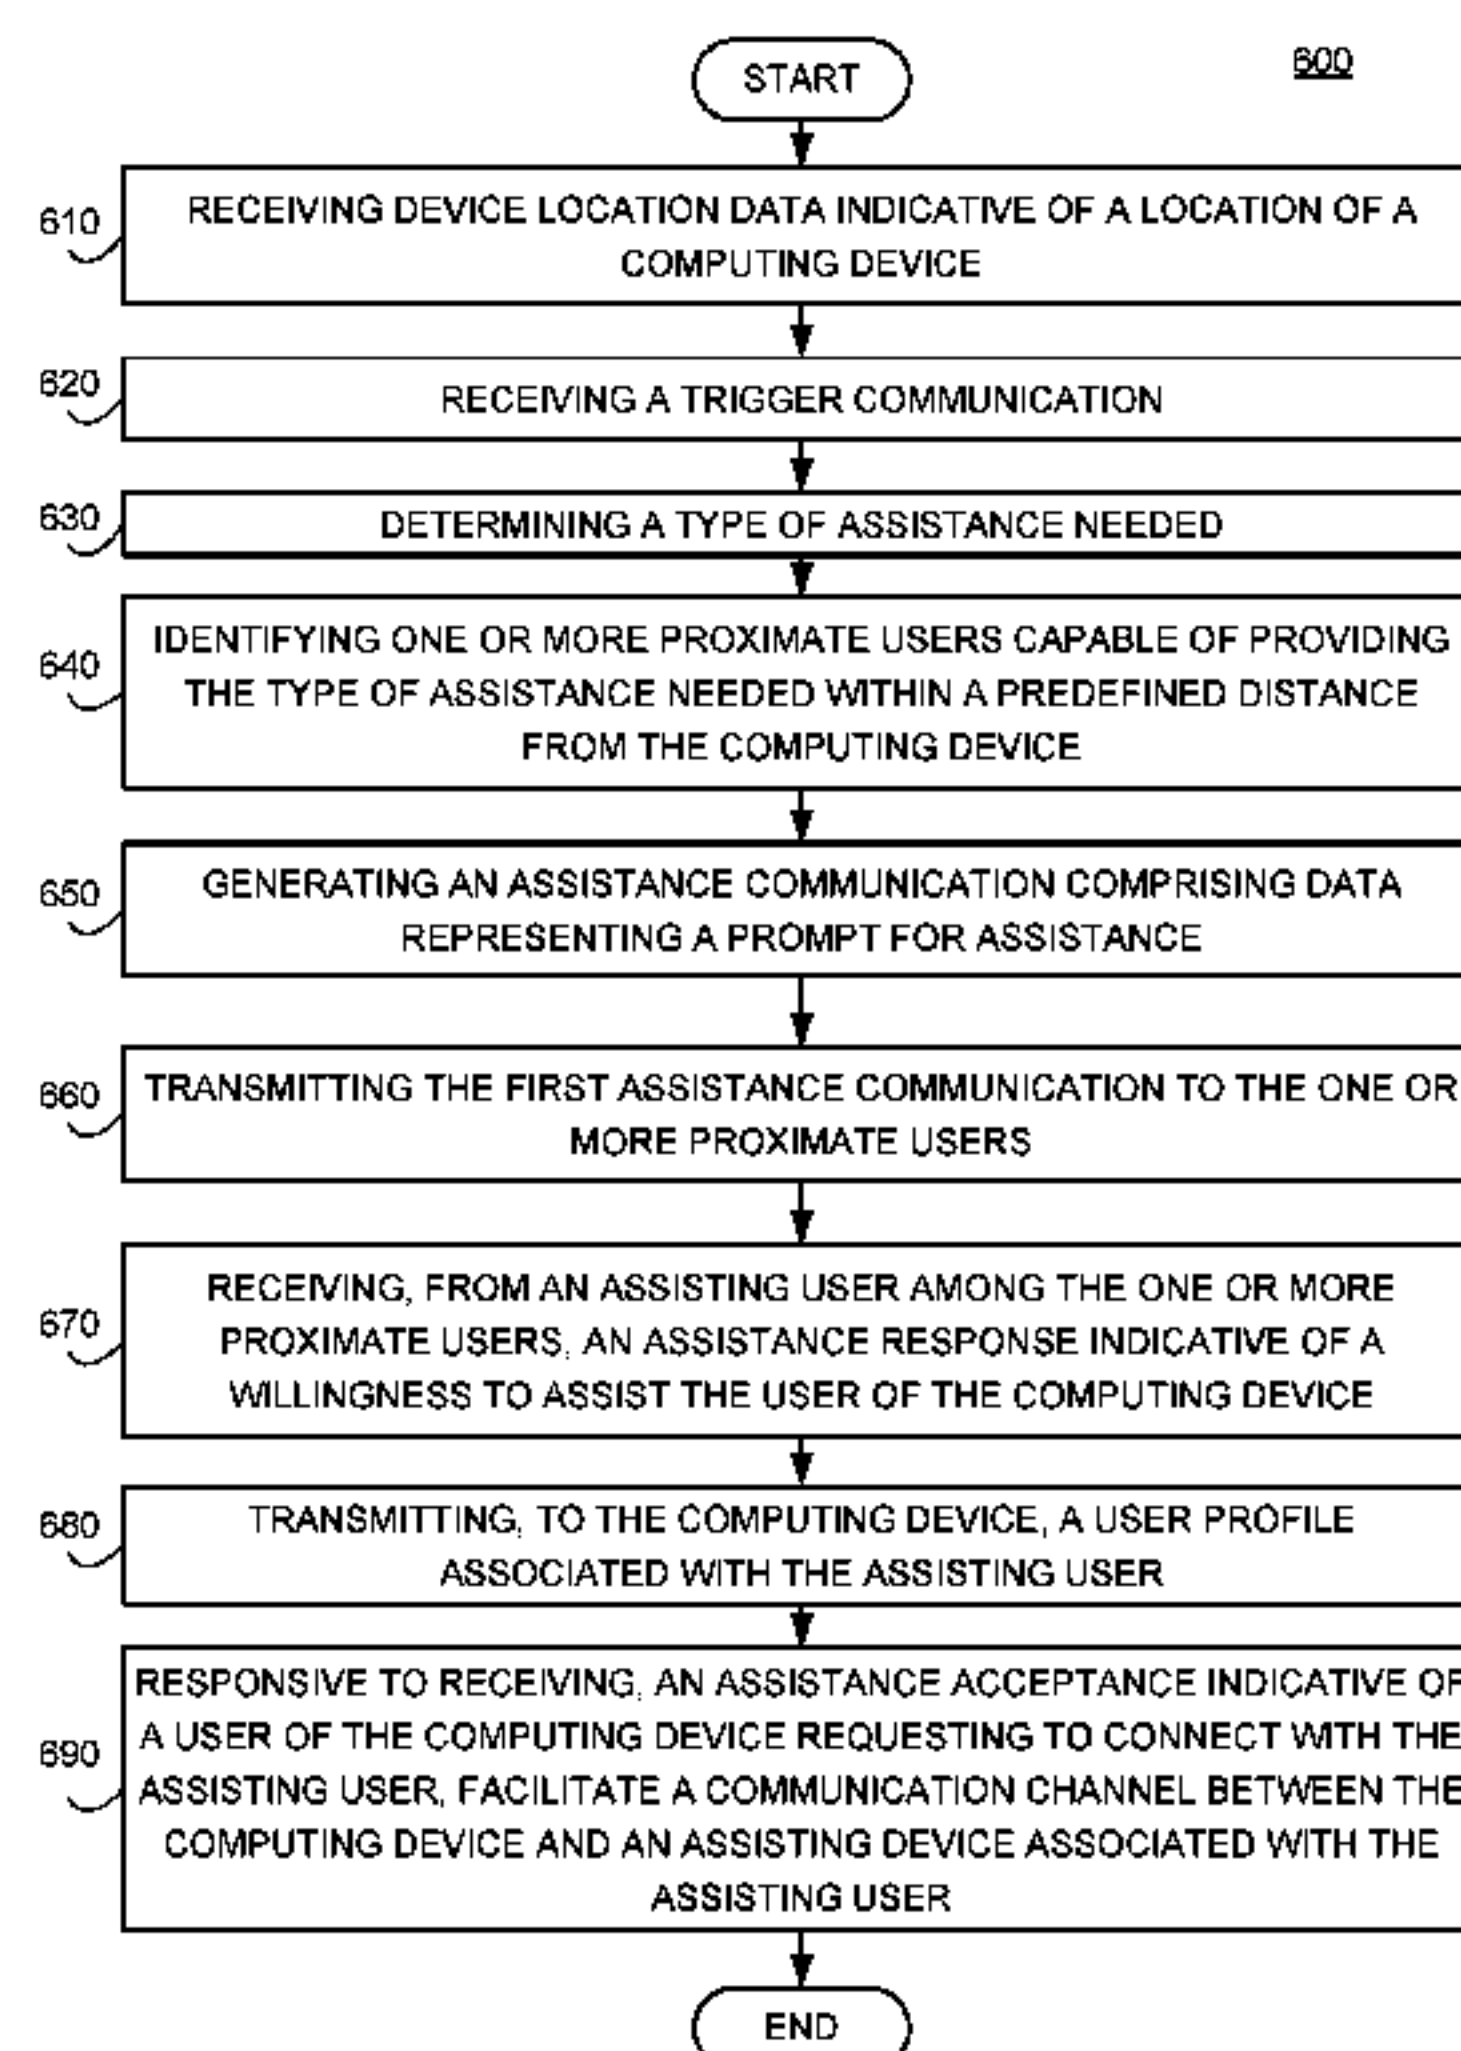 START
600
610
RECEIVING DEVICE LOCATION DATA INDICATIVE OF A LOCATION OF A
COMPUTING DEVICE
620
RECEIVING A TRIGGER COMMUNICATION
630
DETERMINING A TYPE OF ASSISTANCE NEEDED
640
IDENTIFYING ONE OR MORE PROXIMATE USERS CAPABLE OF PROVIDING
THE TYPE OF ASSISTANCE NEEDED WITHIN A PREDEFINED DISTANCE
FROM THE COMPUTING DEVICE
650
GENERATING AN ASSISTANCE COMMUNICATION COMPRISING DATA
REPRESENTING A PROMPT FOR ASSISTANCE
660
TRANSMITTING THE FIRST ASSISTANCE COMMUNICATION TO THE ONE OR
MORE PROXIMATE USERS
670
RECEIVING, FROM AN ASSISTING USER AMONG THE ONE OR MORE
PROXIMATE USERS, AN ASSISTANCE RESPONSE INDICATIVE OF A
WILLINGNESS TO ASSIST THE USER OF THE COMPUTING DEVICE
680
TRANSMITTING, TO THE COMPUTING DEVICE, A USER PROFILE
ASSOCIATED WITH THE ASSISTING USER
690
RESPONSIVE TO RECEIVING, AN ASSISTANCE ACCEPTANCE INDICATIVE OF
A USER OF THE COMPUTING DEVICE REQUESTING TO CONNECT WITH THE
ASSISTING USER, FACILITATE A COMMUNICATION CHANNEL BETWEEN THE
COMPUTING DEVICE AND AN ASSISTING DEVICE ASSOCIATED WITH THE
ASSISTING USER
END